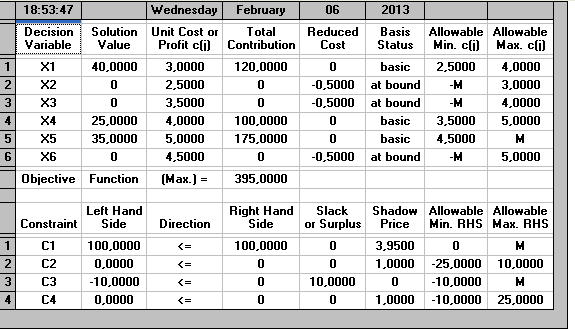 18:53:47 Wednesday February 06 2013
Decision Solution Unit Cost or Total Reduced Basis Allowable Allowable
Variable Value Profit c(j) Contribution Cost Status Min. c(j) Max. c(j)
1 X1 40,0000 3,0000 120,0000 0 basic 2,5000 4,0000
2 X2 0 2,5000 0 -0,5000 at bound -M 3,0000
3 X3 0 3,5000 0 -0,5000 at bound -M 4,0000
4 X4 25,0000 4,0000 100,0000 0 basic 3,5000 5,0000
5 X5 35,0000 5,0000 175,0000 0 basic 4,5000 M
6 X6 0 4,5000 0 -0,5000 at bound -M 5,0000
Objective Function (Max.) = 395,0000
Left Hand Right Hand Slack Shadow Allowable Allowable
Constraint Side Direction Side or Surplus Price Min. RHS Max. RHS
1 C1 100,0000 <= 100,0000 0 3,9500 0 M
2 C2 0,0000 <= 0 0 1,0000 -25,0000 10,0000
3 C3 -10,0000 <= 0 10,0000 0 -10,0000 M
4 C4 0,0000 <= 0 0 1,0000 -10,0000 25,0000